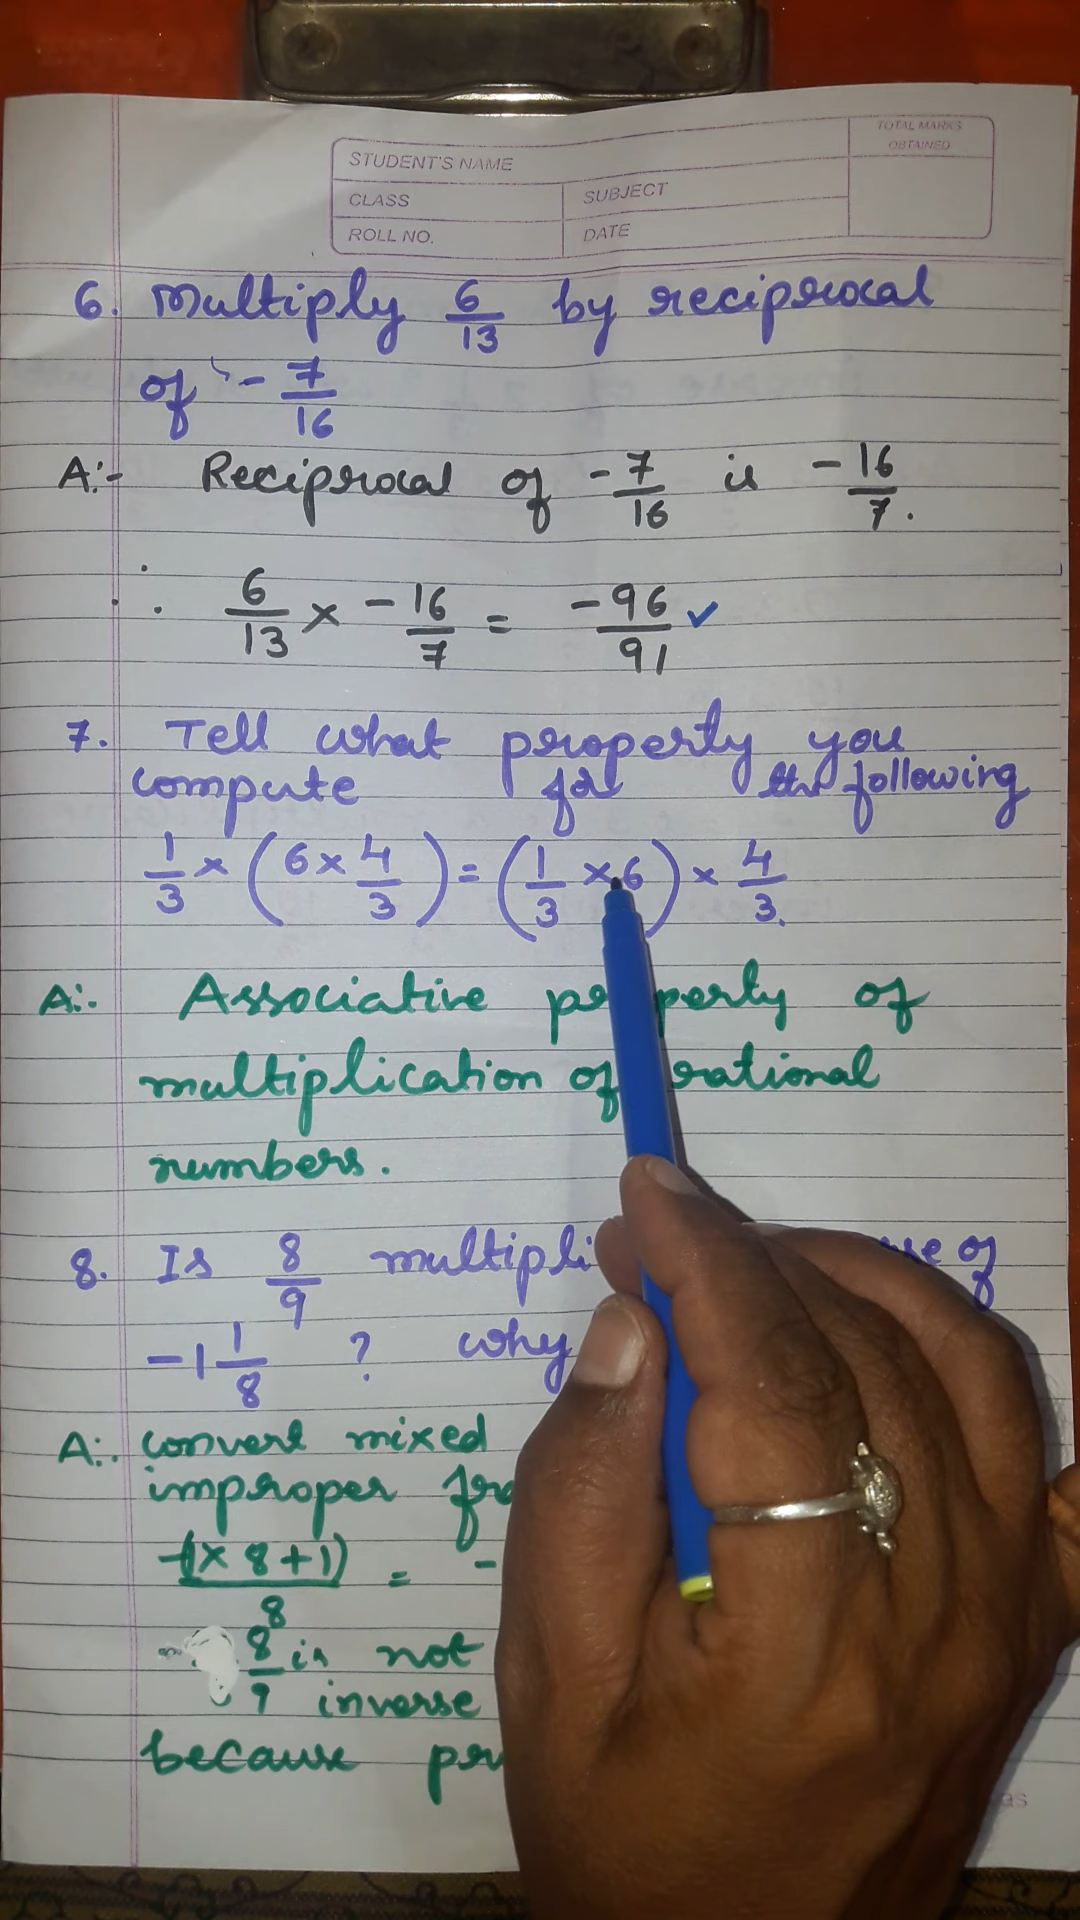 STUDENT'S NAME
TOTAL MARKS
OBTAINED
CLASS
SUBJECT
ROLL NO.
DATE
6. Multiply 6/13 by reciprocal
of - 7/16
A:- Reciprocal of -7/16 is -16/7.
∴ 6/13 × -16/7 = -96/91 ✓
7. Tell what property you
compute for the following
1/3 × (6 × 4/3) = (1/3 × 6) × 4/3.
A:. Associative property of
multiplication of rational
numbers.
8. Is 8/9 of
-1 1/8 ? why
A:. convert mixed
improper
-(1 × 8 + 1)/8 = -
8/9 is not
inverse
because